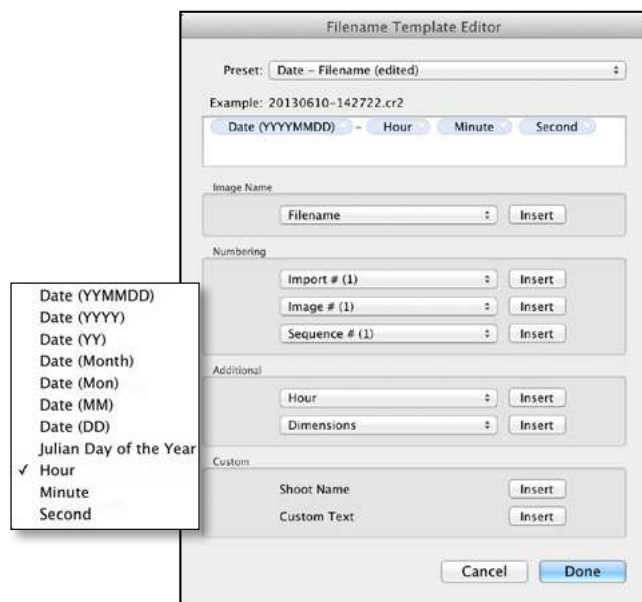 Filename Template Editor
Preset: Date – Filename (edited)
Example: 20130610-142722.cr2
Date (YYYYMMDD) – Hour Minute Second
Image Name
Filename Insert
Numbering
Import # (1) Insert
Image # (1) Insert
Sequence # (1) Insert
Additional
Hour Insert
Dimensions Insert
Custom
Shoot Name Insert
Custom Text Insert
Cancel Done
Date (YYMMDD)
Date (YYYY)
Date (YY)
Date (Month)
Date (Mon)
Date (MM)
Date (DD)
Julian Day of the Year
✓ Hour
Minute
Second